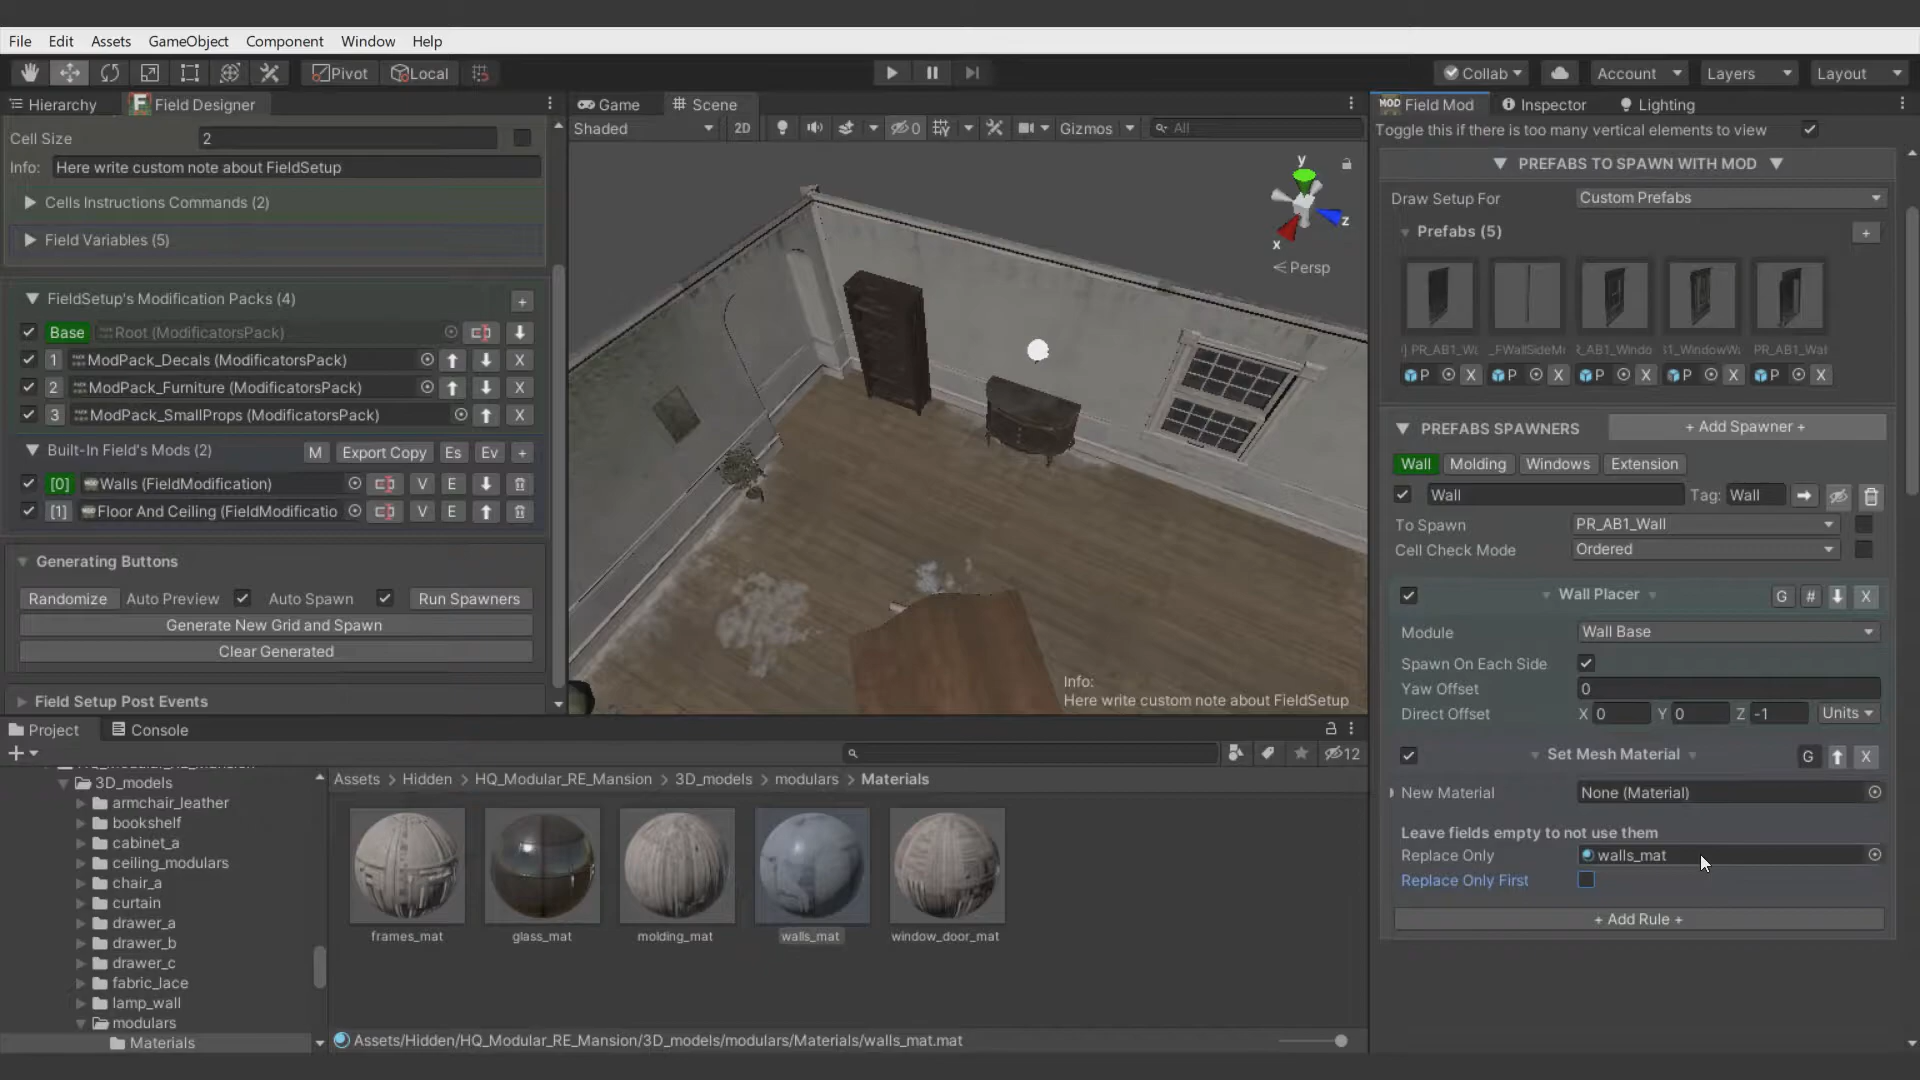 File Edit Assets GameObject Component Window Help
Pivot Local Collab Account Layers Layout
Hierarchy Field Designer
Cell Size 2
Info: Here write custom note about FieldSetup
Cells Instructions Commands (2)
Field Variables (5)
FieldSetup's Modification Packs (4) +
Base Root (ModificatorsPack)
1 ModPack_Decals (ModificatorsPack) X
2 ModPack_Furniture (ModificatorsPack) X
3 ModPack_SmallProps (ModificatorsPack) X
Built-In Field's Mods (2) M Export Copy Es Ev +
[0] Walls (FieldModification) V E
[1] Floor And Ceiling (FieldModificatio V E
Generating Buttons
Randomize Auto Preview Auto Spawn Run Spawners
Generate New Grid and Spawn
Clear Generated
Field Setup Post Events
Game Scene
Shaded 2D 0 Gizmos All
y
z
x
Persp
Info:
Here write custom note about FieldSetup
MOD Field Mod Inspector Lighting
Toggle this if there is too many vertical elements to view
PREFABS TO SPAWN WITH MOD
Draw Setup For Custom Prefabs
Prefabs (5) +
P X P X P X P X P X
PREFABS SPAWNERS + Add Spawner +
Wall Molding Windows Extension
Wall Tag: Wall
To Spawn PR_AB1_Wall
Cell Check Mode Ordered
Wall Placer G # X
Module Wall Base
Spawn On Each Side
Yaw Offset 0
Direct Offset X 0 Y 0 Z -1 Units
Set Mesh Material G X
New Material None (Material)
Leave fields empty to not use them
Replace Only walls_mat
Replace Only First
+ Add Rule +
Project Console
12
3D_models
armchair_leather
bookshelf
cabinet_a
ceiling_modulars
chair_a
curtain
drawer_a
drawer_b
drawer_c
fabric_lace
lamp_wall
modulars
Materials
Assets > Hidden > HQ_Modular_RE_Mansion > 3D_models > modulars > Materials
frames_mat glass_mat molding_mat walls_mat window_door_mat
Assets/Hidden/HQ_Modular_RE_Mansion/3D_models/modulars/Materials/walls_mat.mat